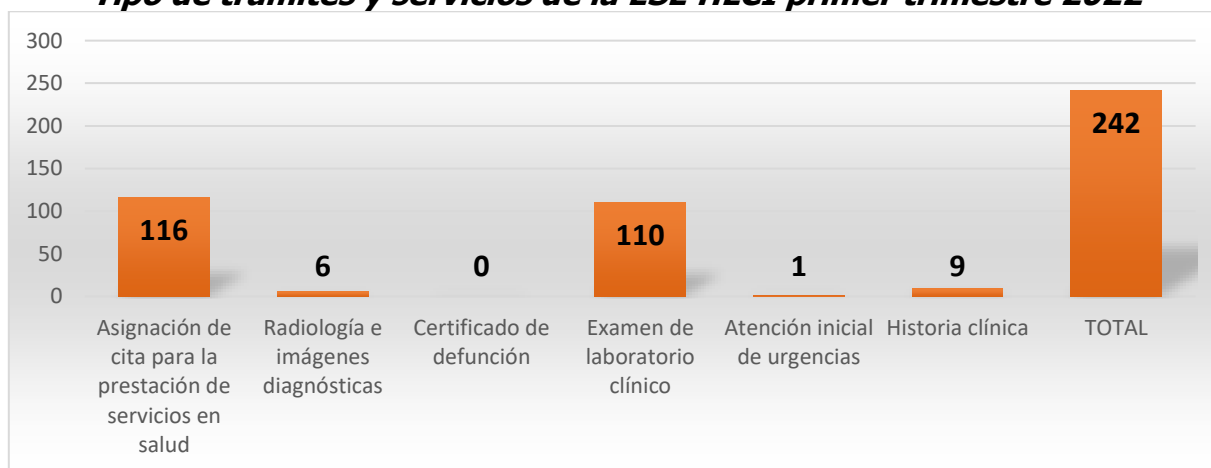 Tipo de trámites y servicios de la ESE HLCI primer trimestre 2022
300
250
200
150
100
50
0
116
6
0
110
1
9
242
Asignación de
cita para la
prestación de
servicios en
salud
Radiología e
imágenes
diagnósticas
Certificado de
defunción
Examen de
laboratorio
clínico
Atención inicial
de urgencias
Historia clínica
TOTAL